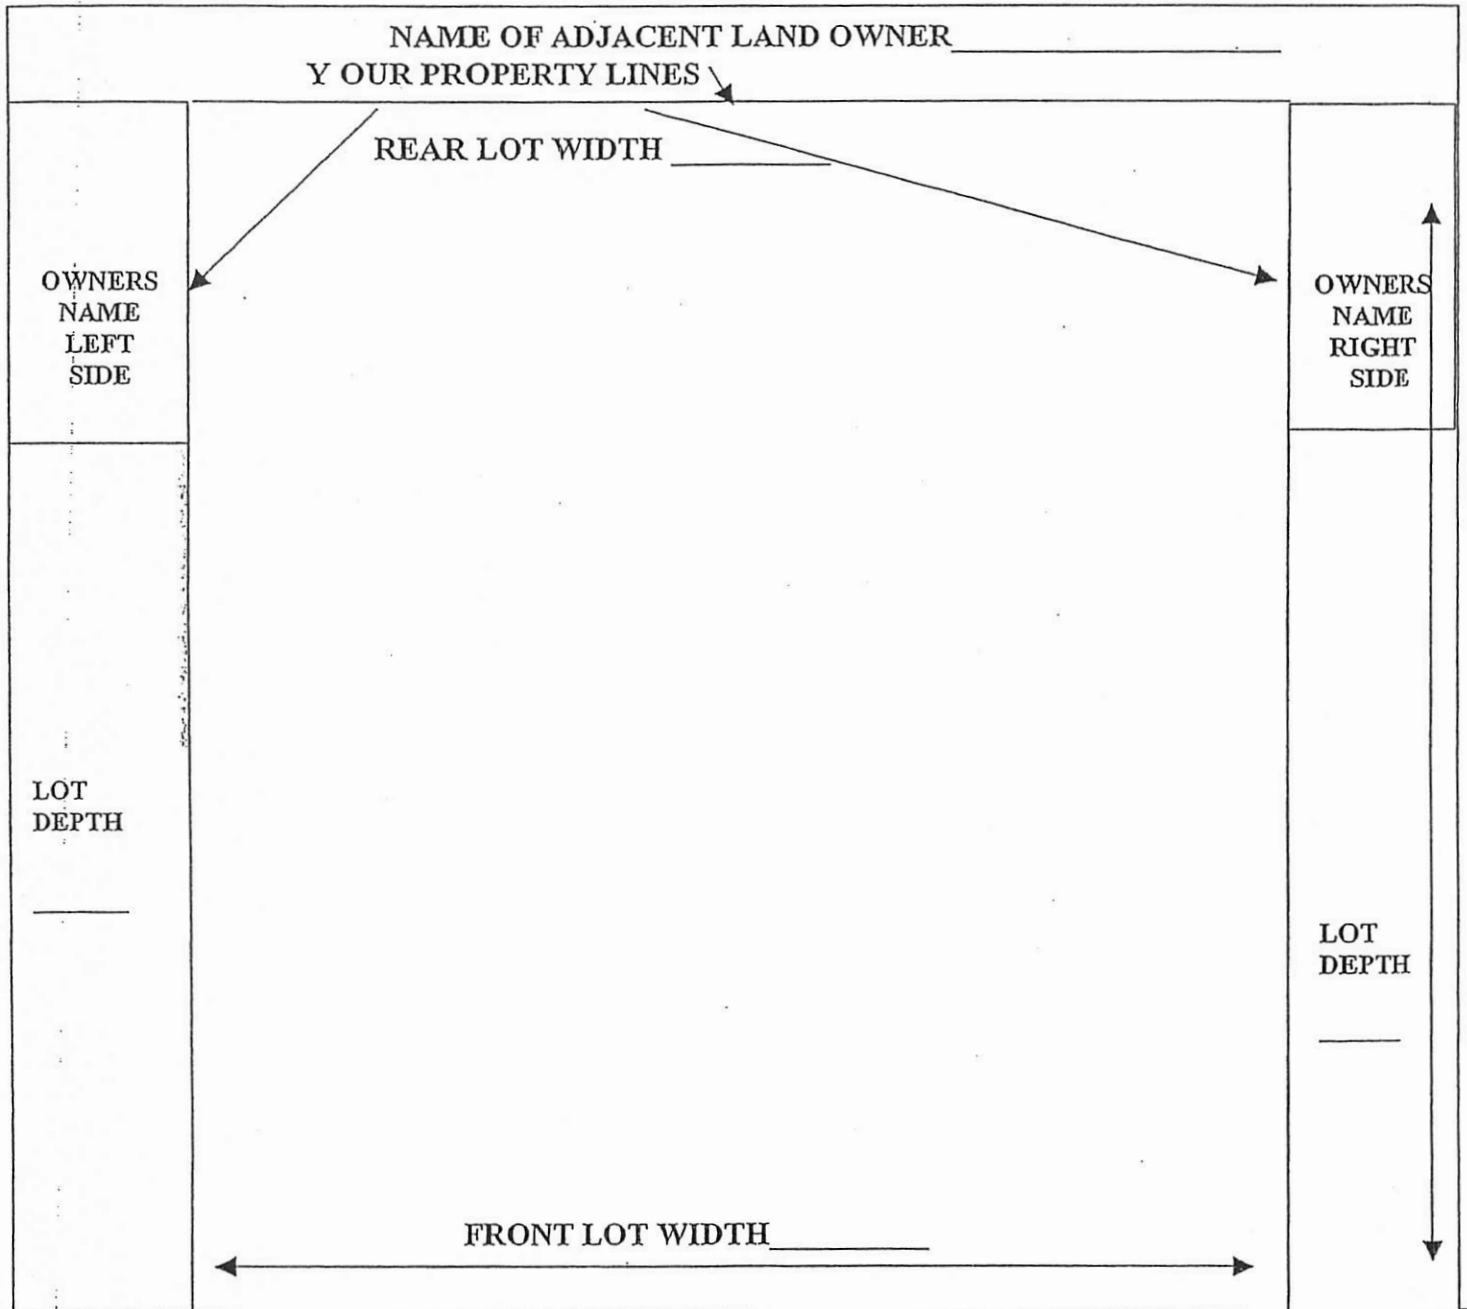 NAME OF ADJACENT LAND OWNER
Y OUR PROPERTY LINES
REAR LOT WIDTH
OWNERS
NAME
LEFT
SIDE
OWNERS
NAME
RIGHT
SIDE
LOT
DEPTH
LOT
DEPTH
FRONT LOT WIDTH